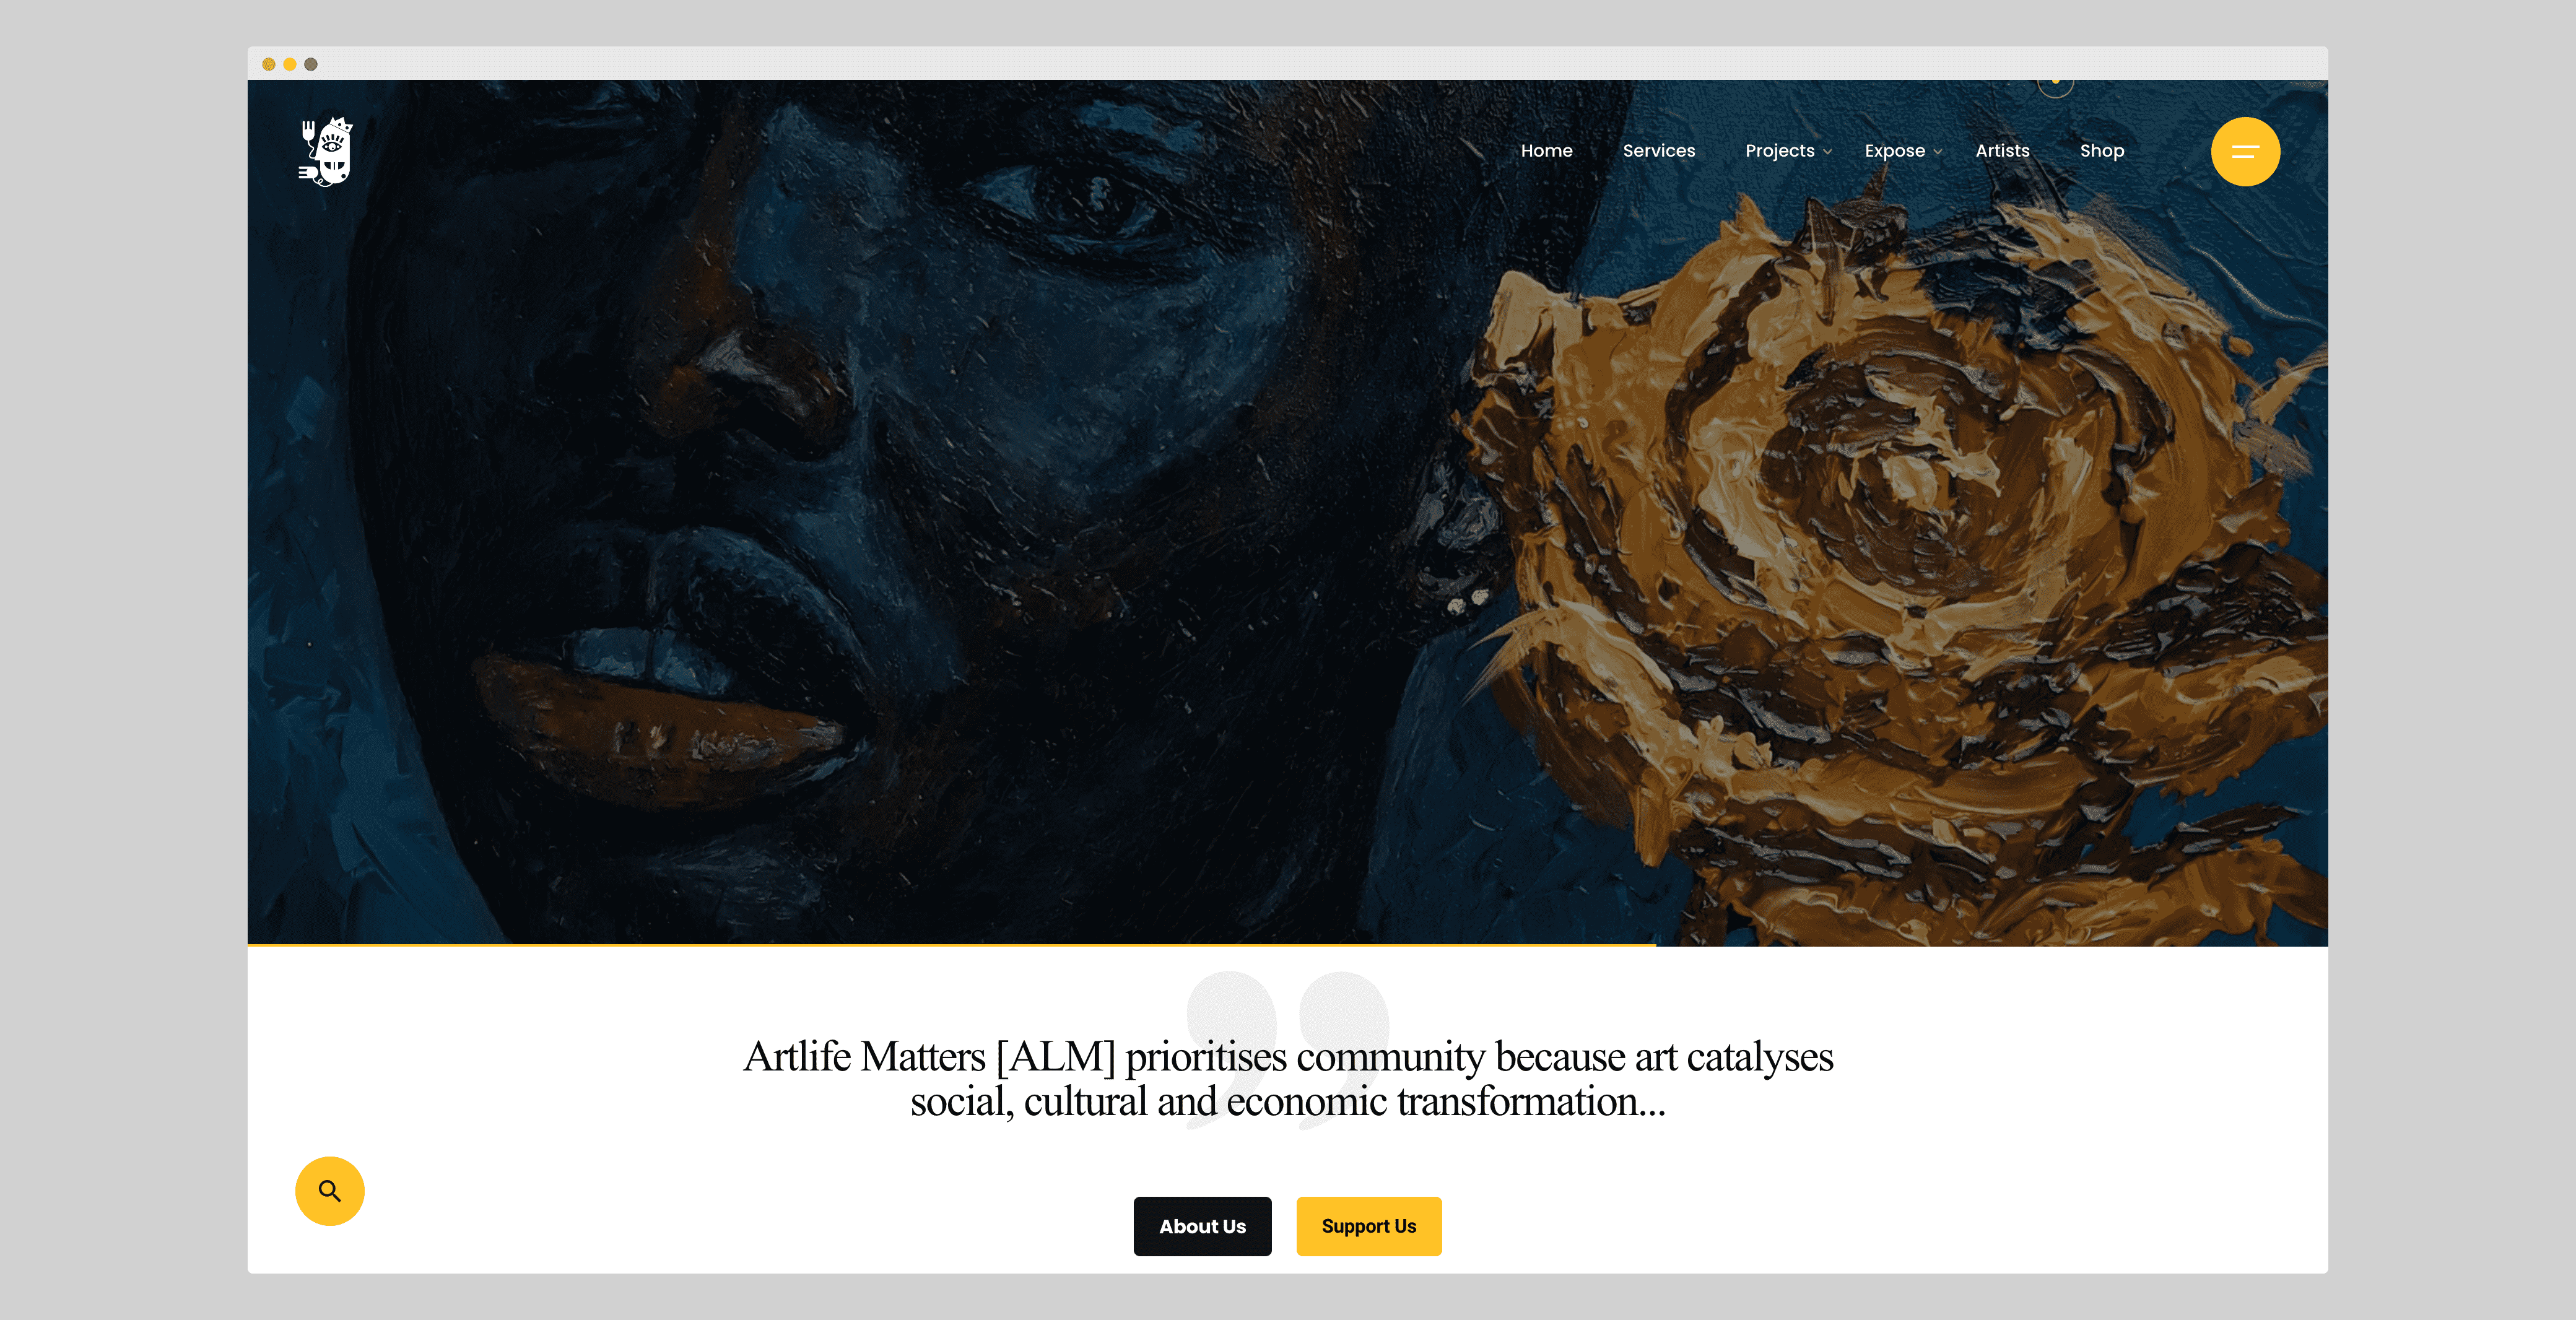 Home
Services
Projects
Expose
Artists
Shop
Artlife Matters [ALM] prioritises community because art catalyses
social, cultural and economic transformation...
About Us
Support Us